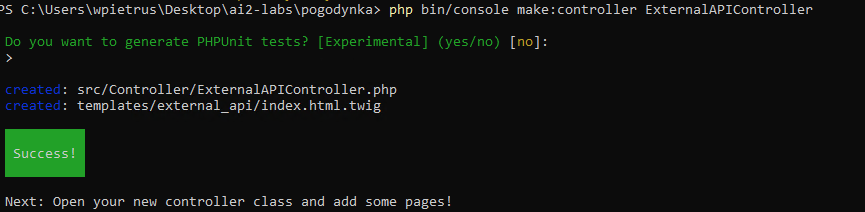 PS C:\Users\wpietrus\Desktop\ai2-labs\pogodynka> php bin/console make:controller ExternalAPIController
Do you want to generate PHPUnit tests? [Experimental] (yes/no) [no]:
>
created: src/Controller/ExternalAPIController.php
created: templates/external_api/index.html.twig
Success!
Next: Open your new controller class and add some pages!